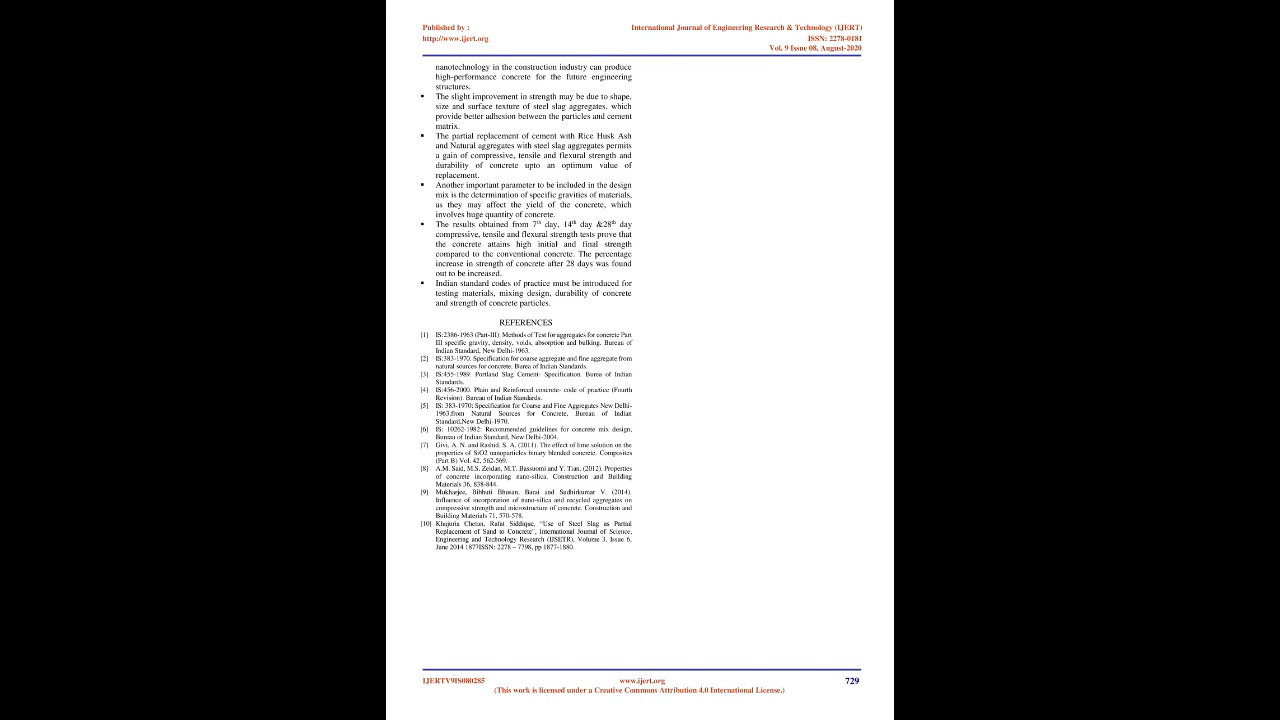 Published by :
International Journal of Engineering Research & Technology (IJERT)
http://www.ijert.org
ISSN: 2278-0181
Vol. 9 Issue 08, August-2020
nanotechnology in the construction industry can produce
high-performance concrete for the future engineering
structures.
▪ The slight improvement in strength may be due to shape,
size and surface texture of steel slag aggregates, which
provide better adhesion between the particles and cement
matrix.
▪ The partial replacement of cement with Rice Husk Ash
and Natural aggregates with steel slag aggregates permits
a gain of compressive, tensile and flexural strength and
durability of concrete upto an optimum value of
replacement.
▪ Another important parameter to be included in the design
mix is the determination of specific gravities of materials,
as they may affect the yield of the concrete, which
involves huge quantity of concrete.
▪ The results obtained from 7th day, 14th day &28th day
compressive, tensile and flexural strength tests prove that
the concrete attains high initial and final strength
compared to the conventional concrete. The percentage
increase in strength of concrete after 28 days was found
out to be increased.
▪ Indian standard codes of practice must be introduced for
testing materials, mixing design, durability of concrete
and strength of concrete particles.
REFERENCES
[1] IS:2386-1963 (Part-III). Methods of Test for aggregates for concrete Part
III specific gravity, density, voids, absorption and bulking. Bureau of
Indian Standard, New Delhi-1963.
[2] IS:383-1970. Specification for coarse aggregate and fine aggregate from
natural sources for concrete. Burea of Indian Standards.
[3] IS:455-1989. Portland Slag Cement- Specification. Burea of Indian
Standards.
[4] IS:456-2000. Plain and Reinforced concrete- code of practice (Fourth
Revision). Bureau of Indian Standards.
[5] IS: 383-1970: Specification for Coarse and Fine Aggregates New Delhi-
1963.from Natural Sources for Concrete, Bureau of Indian
Standard,New Delhi-1970.
[6] IS: 10262-1982: Recommended guidelines for concrete mix design,
Bureau of Indian Standard, New Delhi-2004.
[7] Givi, A. N. and Rashid, S. A. (2011). The effect of lime solution on the
properties of SiO2 nanoparticles binary blended concrete. Composites
(Part B) Vol. 42, 562-569.
[8] A.M. Said, M.S. Zeidan, M.T. Bassuomi and Y. Tian. (2012). Properties
of concrete incorporating nano-silica. Construction and Building
Materials 36, 838-844.
[9] Mukharjee, Bibhuti Bhusan, Barai and Sudhirkumar V. (2014).
Influence of incorporation of nano-silica and recycled aggregates on
compressive strength and microstructure of concrete. Construction and
Building Materials 71, 570-578.
[10] Khajuria Chetan, Rafat Siddique, “Use of Steel Slag as Partial
Replacement of Sand to Concrete”, International Journal of Science,
Engineering and Technology Research (IJSETR), Volume 3, Issue 6,
June 2014 1877ISSN: 2278 – 7798, pp 1877-1880.
IJERTV9IS080285
www.ijert.org
729
(This work is licensed under a Creative Commons Attribution 4.0 International License.)